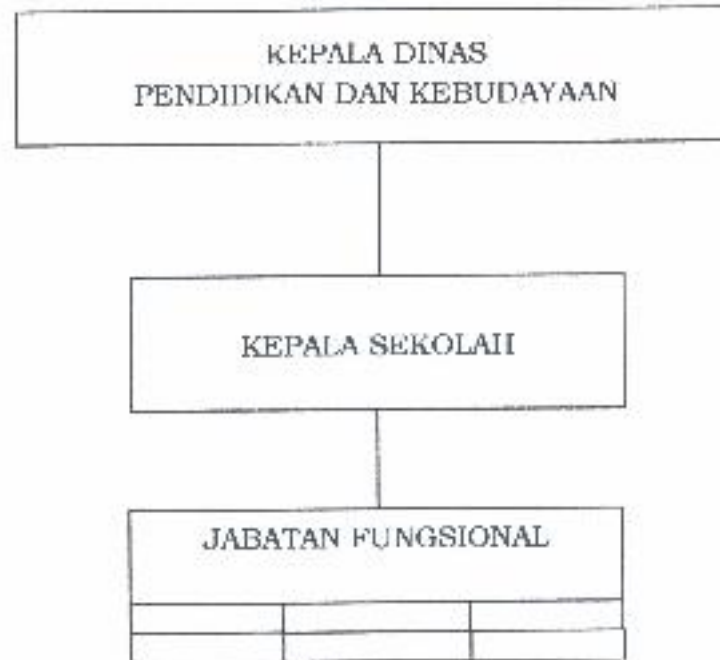 KEPALA DINAS
PENDIDIKAN DAN KEBUDAYAAN
KEPALA SEKOLAH
JABATAN FUNGSIONAL